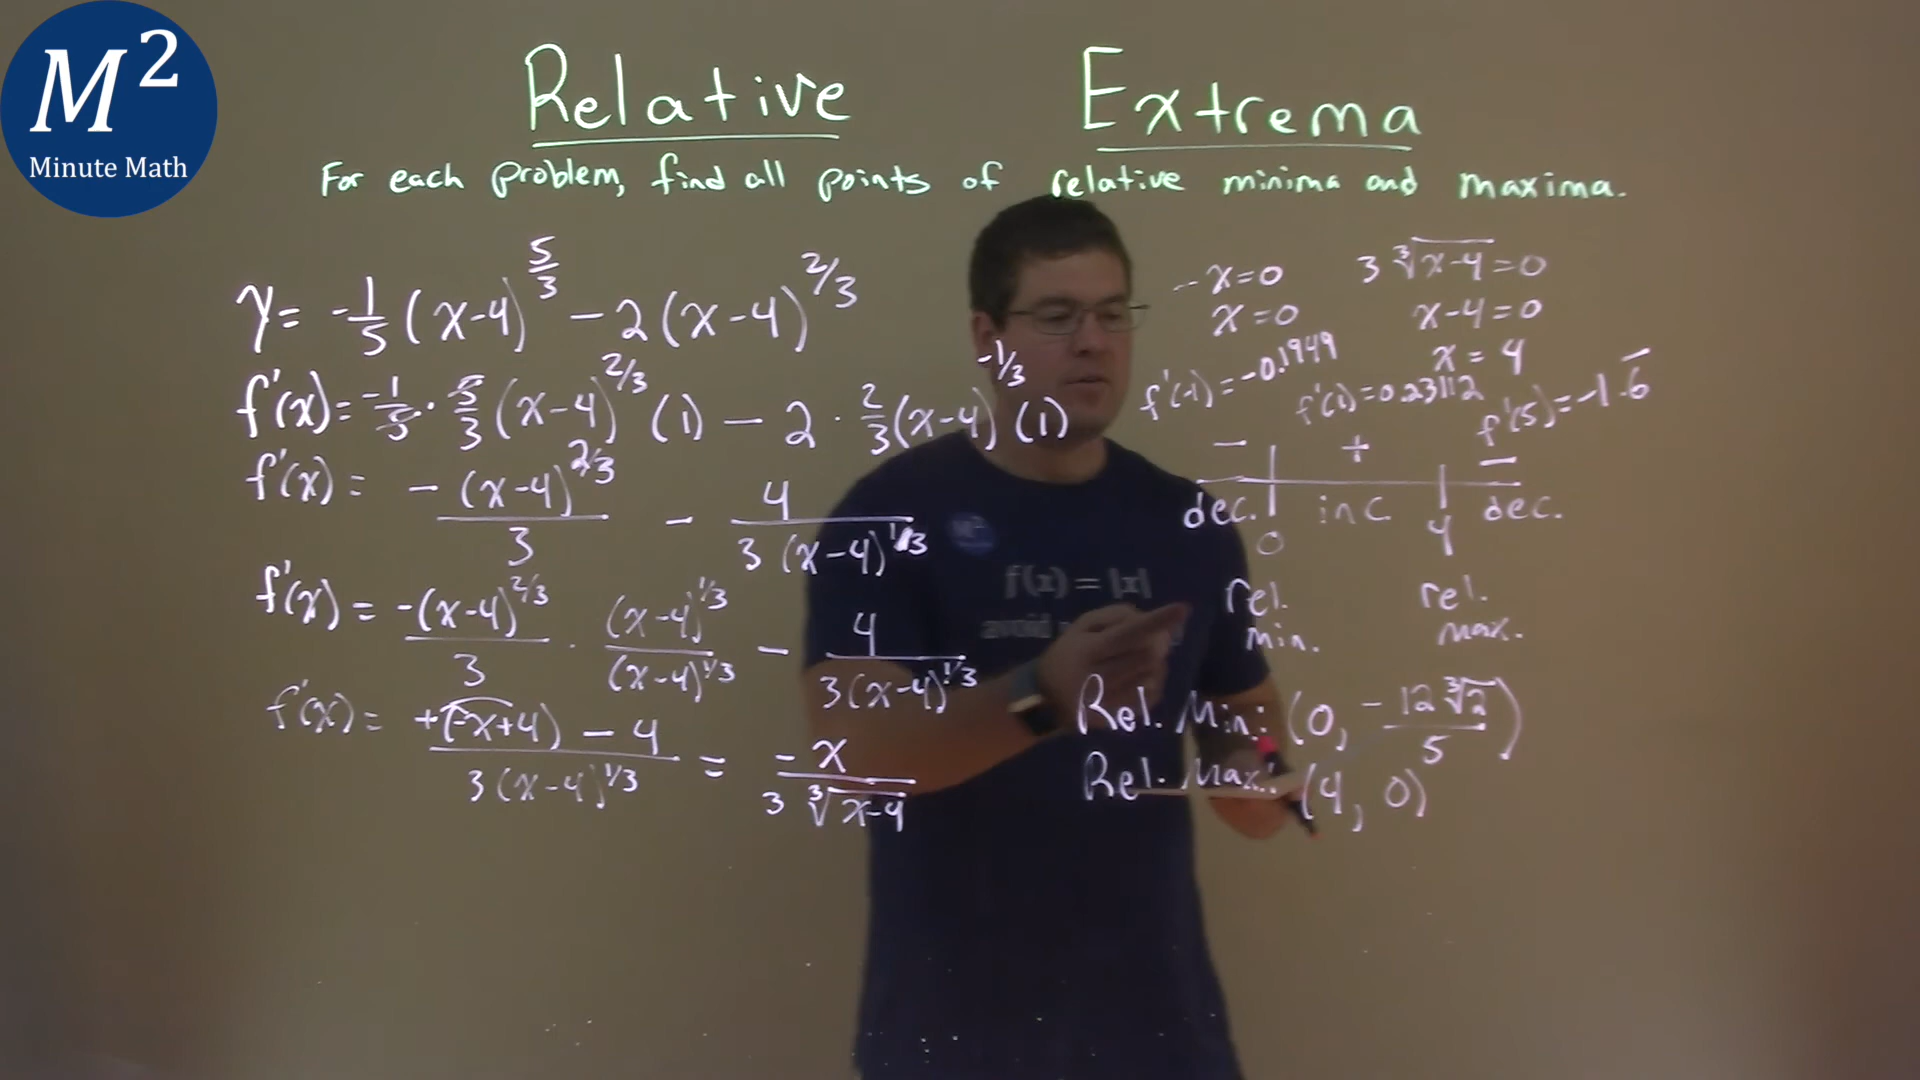 M²
Minute Math
Relative Extrema
For each problem, find all points of relative minima and maxima.
y = -1/5 (x-4)^5/3 - 2(x-4)^2/3
f'(x) = -1/5 · 5/3 (x-4)^2/3 (1) - 2 · 2/3 (x-4)^-1/3 (1)
f'(x) = -(x-4)^2/3 / 3 - 4 / 3(x-4)^1/3
f'(x) = -(x-4)^2/3 / 3 · (x-4)^1/3 / (x-4)^1/3 - 4 / 3(x-4)^1/3
f'(x) = +(-x+4) - 4 / 3(x-4)^1/3 = -x / 3∛(x-4)
-x=0 3∛(x-4)=0
x=0 x-4=0
x=4
f'(-1)=-0.1949 f'(1)=0.23112 f'(5)=-1.6̅
- + -
dec. inc. dec.
0 4
rel. rel.
min. max.
Rel. Min: (0, -12∛2/5)
Rel. Max: (4, 0)
f(x) = |x|
avoid